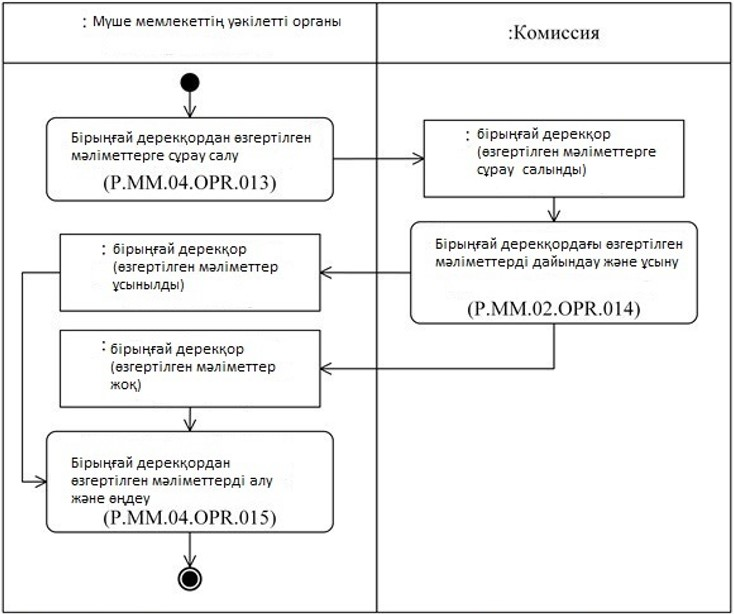 : Мүше мемлекеттің уәкілетті органы
:Комиссия
Бірыңғай дерекқордан өзгертілген
мәліметтерге сұрау салу
(P.MM.04.OPR.013)
: бірыңғай дерекқор
(өзгертілген мәліметтерге
сұрау салынды)
Бірыңғай дерекқордағы өзгертілген
мәліметтерді дайындау және ұсыну
(P.MM.02.OPR.014)
: бірыңғай дерекқор
(өзгертілген мәліметтер
ұсынылды)
: бірыңғай дерекқор
(өзгертілген мәліметтер
жоқ)
Бірыңғай дерекқордан
өзгертілген мәліметтерді алу
және өңдеу
(P.MM.04.OPR.015)